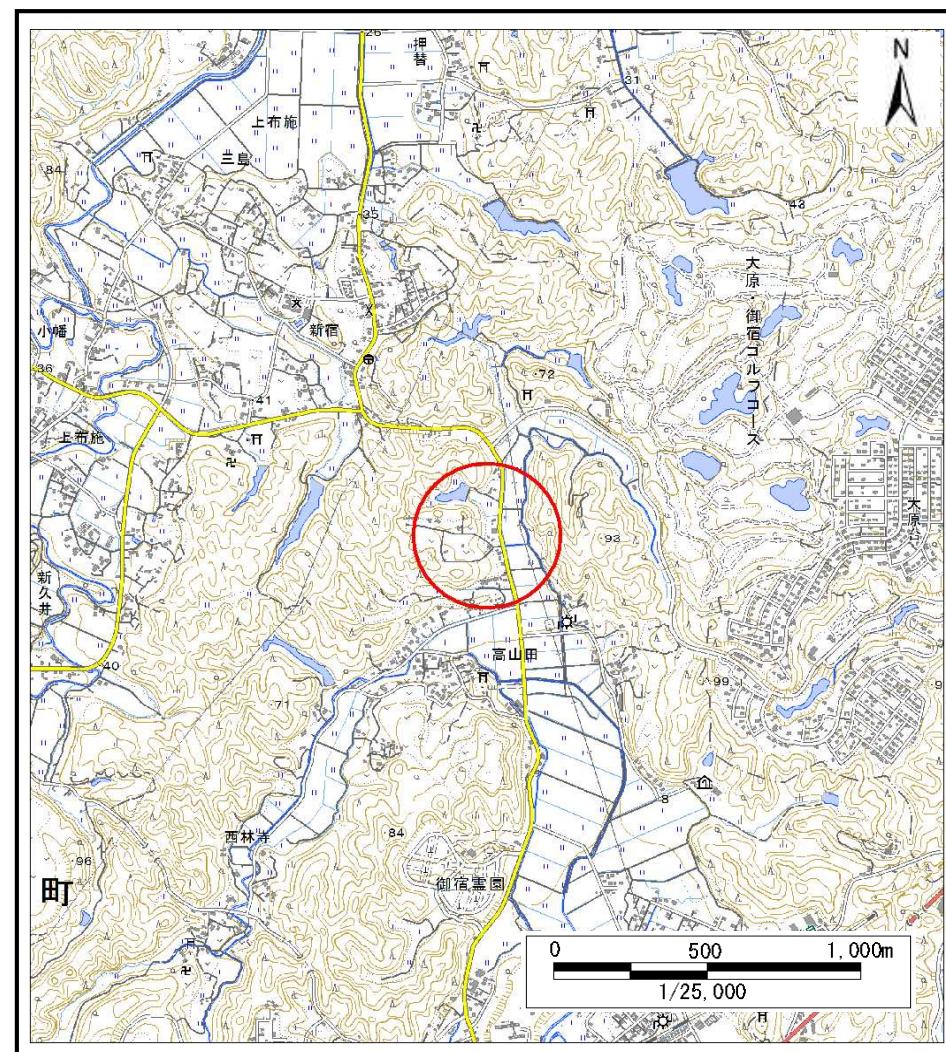 26
押替
N
31
上布施
三島
84
43
35
大原・御宿ゴルフコース
小幡
新宿
36
72
41
上布施
大原台
93
新久井
高山田
40
99
71
8
84
西林寺
96
町
御宿霊園
0 500 1,000m
1/25,000